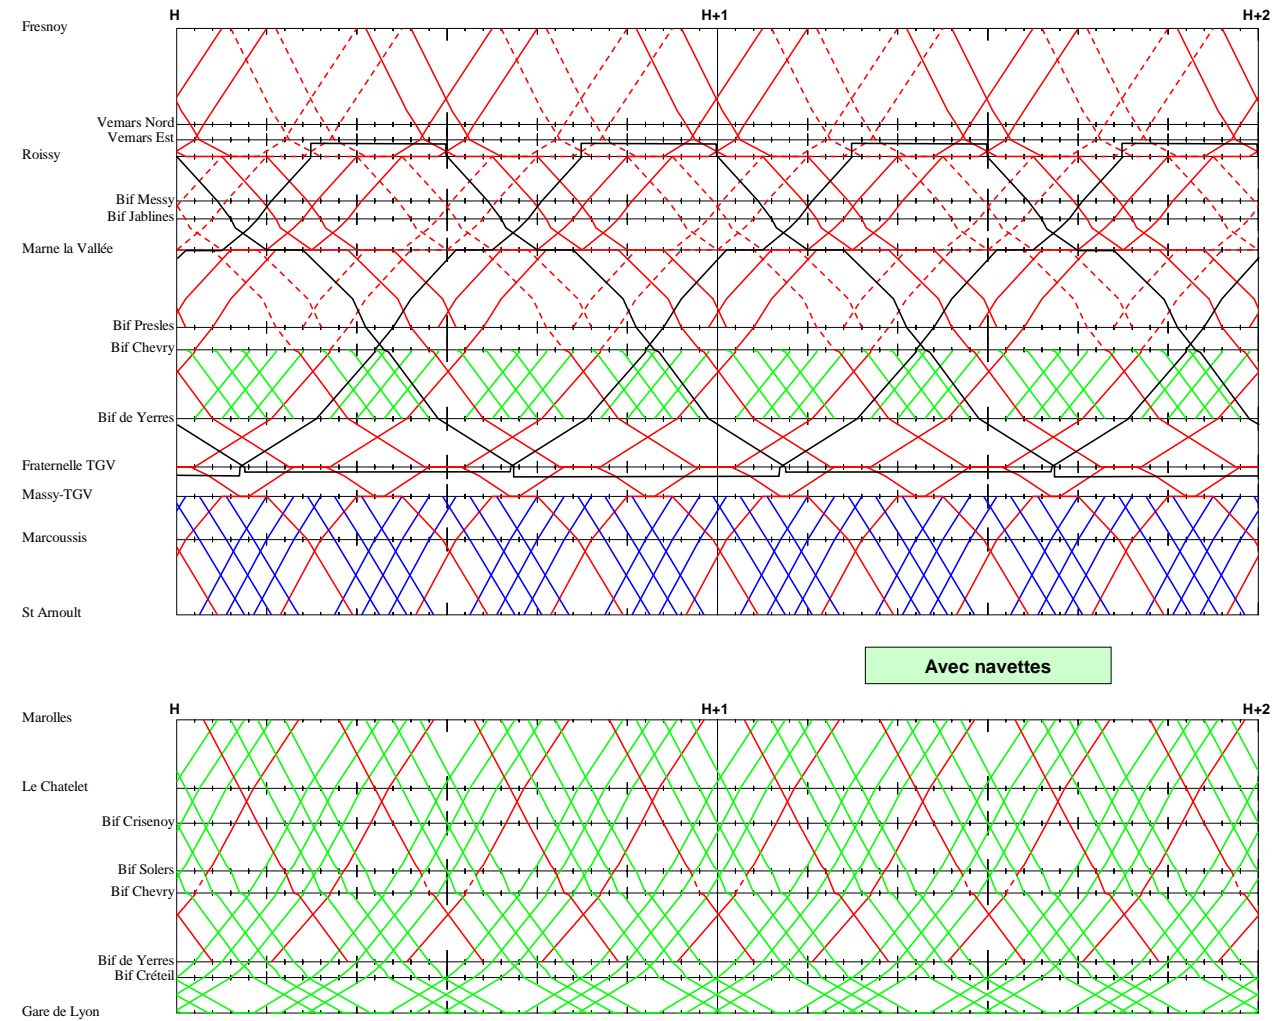 H H+1 H+2
Fresnoy
Vemars Nord
Vemars Est
Roissy
Bif Messy
Bif Jablines
Marne la Vallée
Bif Presles
Bif Chevry
Bif de Yerres
Fraternelle TGV
Massy-TGV
Marcoussis
St Arnoult
Avec navettes
H H+1 H+2
Marolles
Le Chatelet
Bif Crisenoy
Bif Solers
Bif Chevry
Bif de Yerres
Bif Créteil
Gare de Lyon